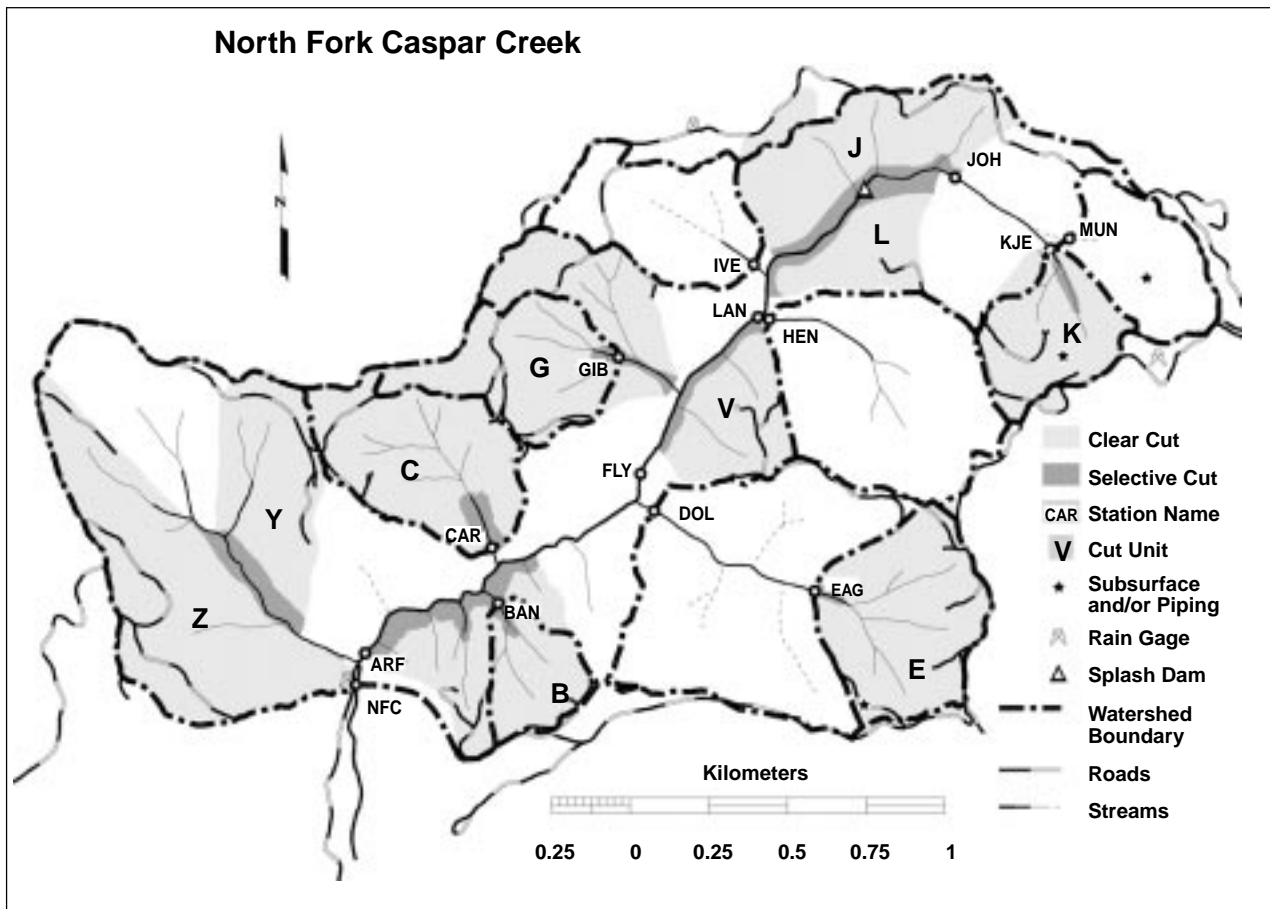 North Fork Caspar Creek
N
J
JOH
MUN
KJE
L
IVE
LAN
HEN
K
G
GIB
V
C
FLY
DOL
CAR
Y
EAG
BAN
Z
ARF
E
B
NFC
Clear Cut
Selective Cut
CAR Station Name
V Cut Unit
Subsurface
and/or Piping
Rain Gage
Splash Dam
Watershed
Boundary
Roads
Streams
Kilometers
0.25 0 0.25 0.5 1